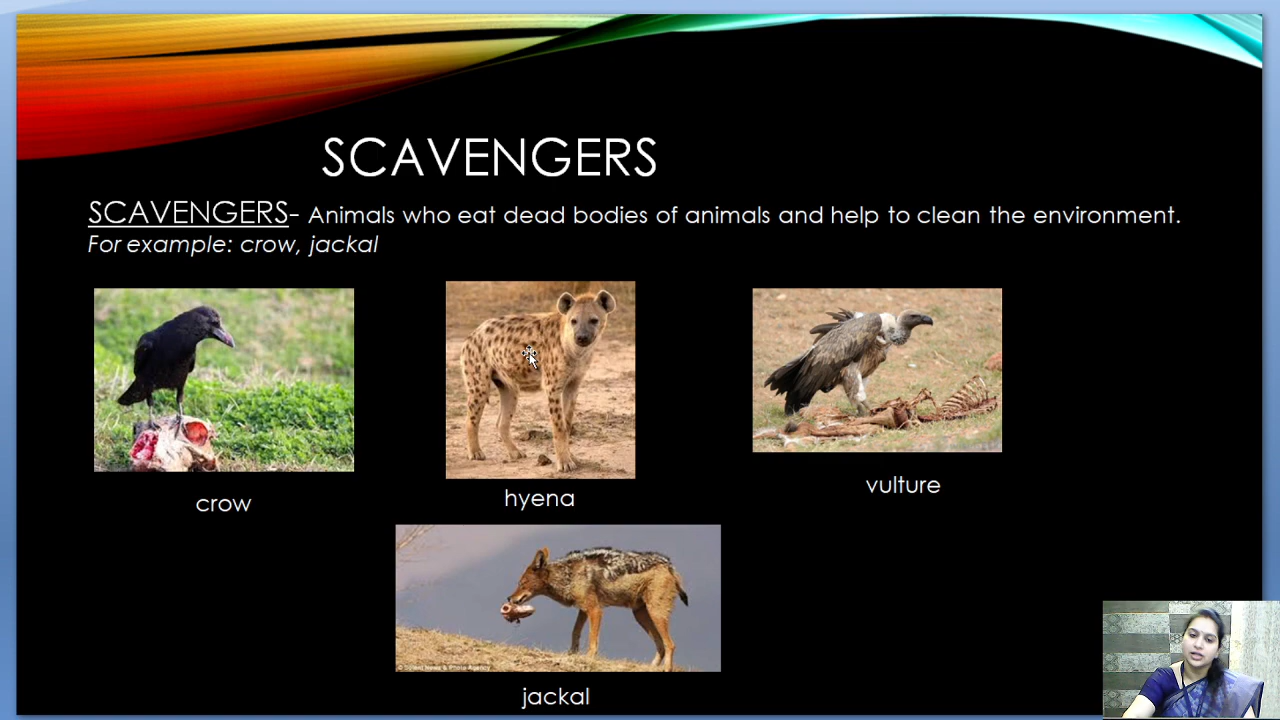 SCAVENGERS
SCAVENGERS- Animals who eat dead bodies of animals and help to clean the environment.
For example: crow, jackal
crow
hyena
vulture
jackal